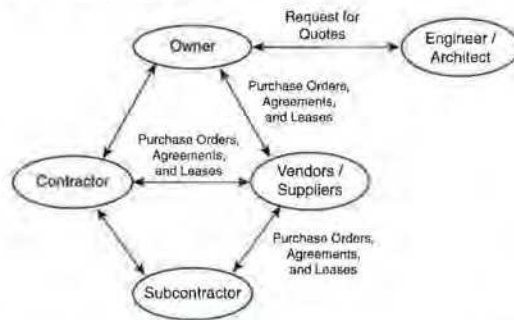 Request for
Quotes
Owner
Engineer /
Architect
Purchase Orders,
Agreements,
and Leases
Purchase Orders,
Agreements,
and Leases
Contractor
Vendors /
Suppliers
Purchase Orders,
Agreements,
and Leases
Subcontractor